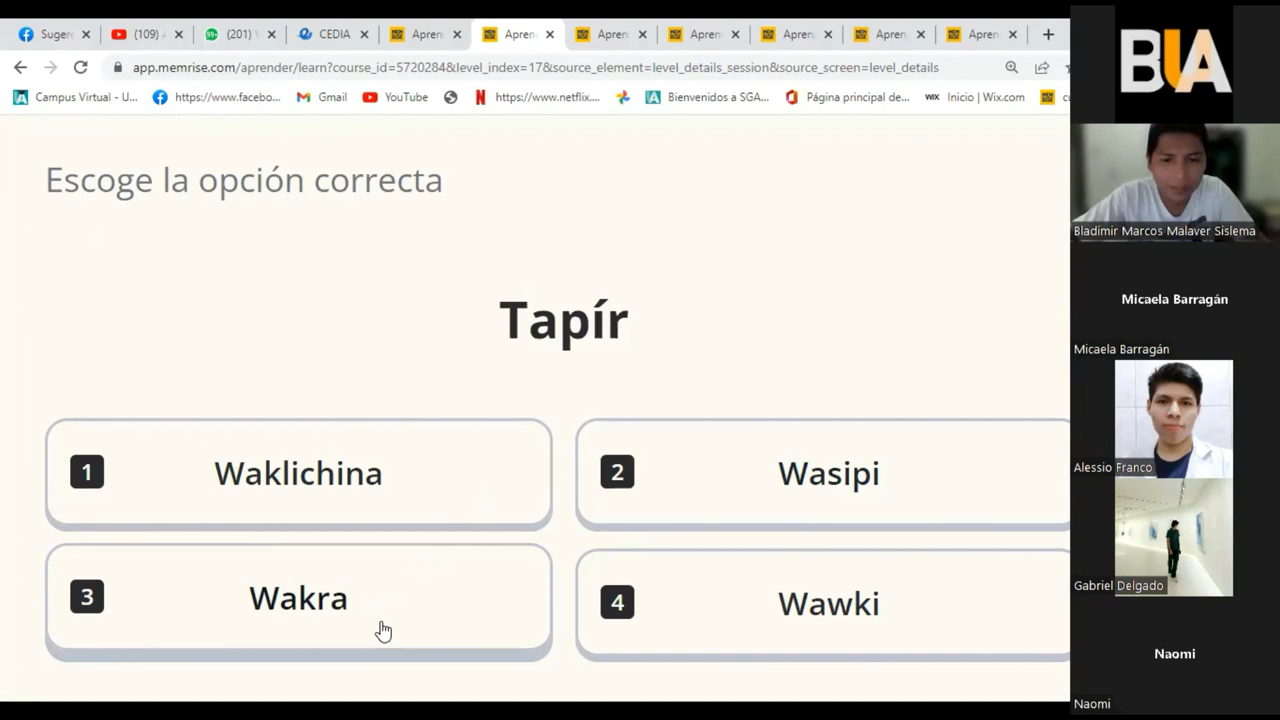 Sugere
(109)
(201)
CEDIA
Apren
Apren
Apren
Apren
Apren
Apren
Apren
app.memrise.com/aprender/learn?course_id=5720284&level_index=17&source_element=level_details_session&source_screen=level_details
Campus Virtual - U...
https://www.facebo...
Gmail
YouTube
https://www.netflix....
Bienvenidos a SGA...
Página principal de...
WIX
Inicio | Wix.com
Escoge la opción correcta
Tapír
1 Waklichina
2 Wasipi
3 Wakra
4 Wawki
BUA
Bladimir Marcos Malaver Sislema
Micaela Barragán
Micaela Barragán
Alessio Franco
Gabriel Delgado
Naomi
Naomi